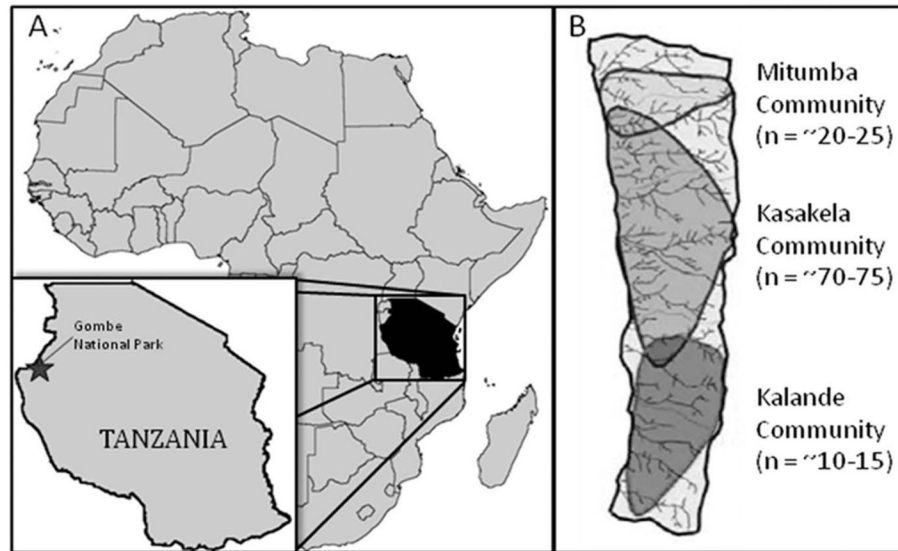 A
Gombe
National Park
TANZANIA
B
Mitumba
Community
(n = ~20-25)
Kasakela
Community
(n = ~70-75)
Kalande
Community
(n = ~10-15)